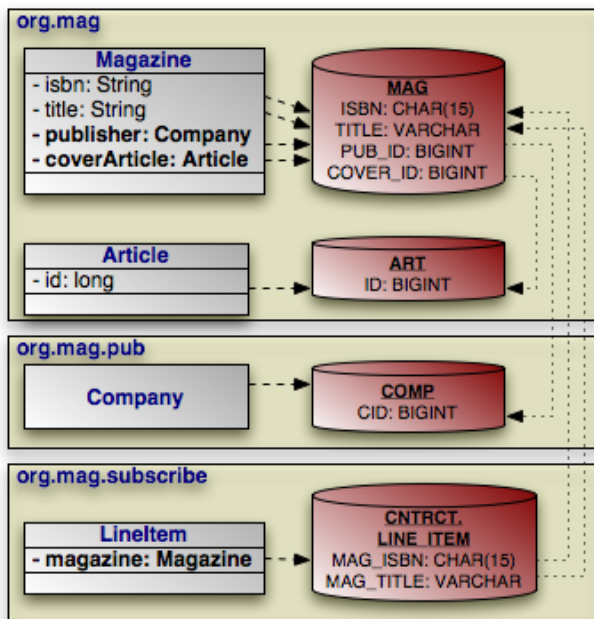 org.mag
Magazine
- isbn: String
- title: String
- publisher: Company
- coverArticle: Article
MAG
ISBN: CHAR(15)
TITLE: VARCHAR
PUB_ID: BIGINT
COVER_ID: BIGINT
Article
- id: long
ART
ID: BIGINT
org.mag.pub
Company
COMP
CID: BIGINT
org.mag.subscribe
LineItem
- magazine: Magazine
CNTRCT.
LINE_ITEM
MAG_ISBN: CHAR(15)
MAG_TITLE: VARCHAR